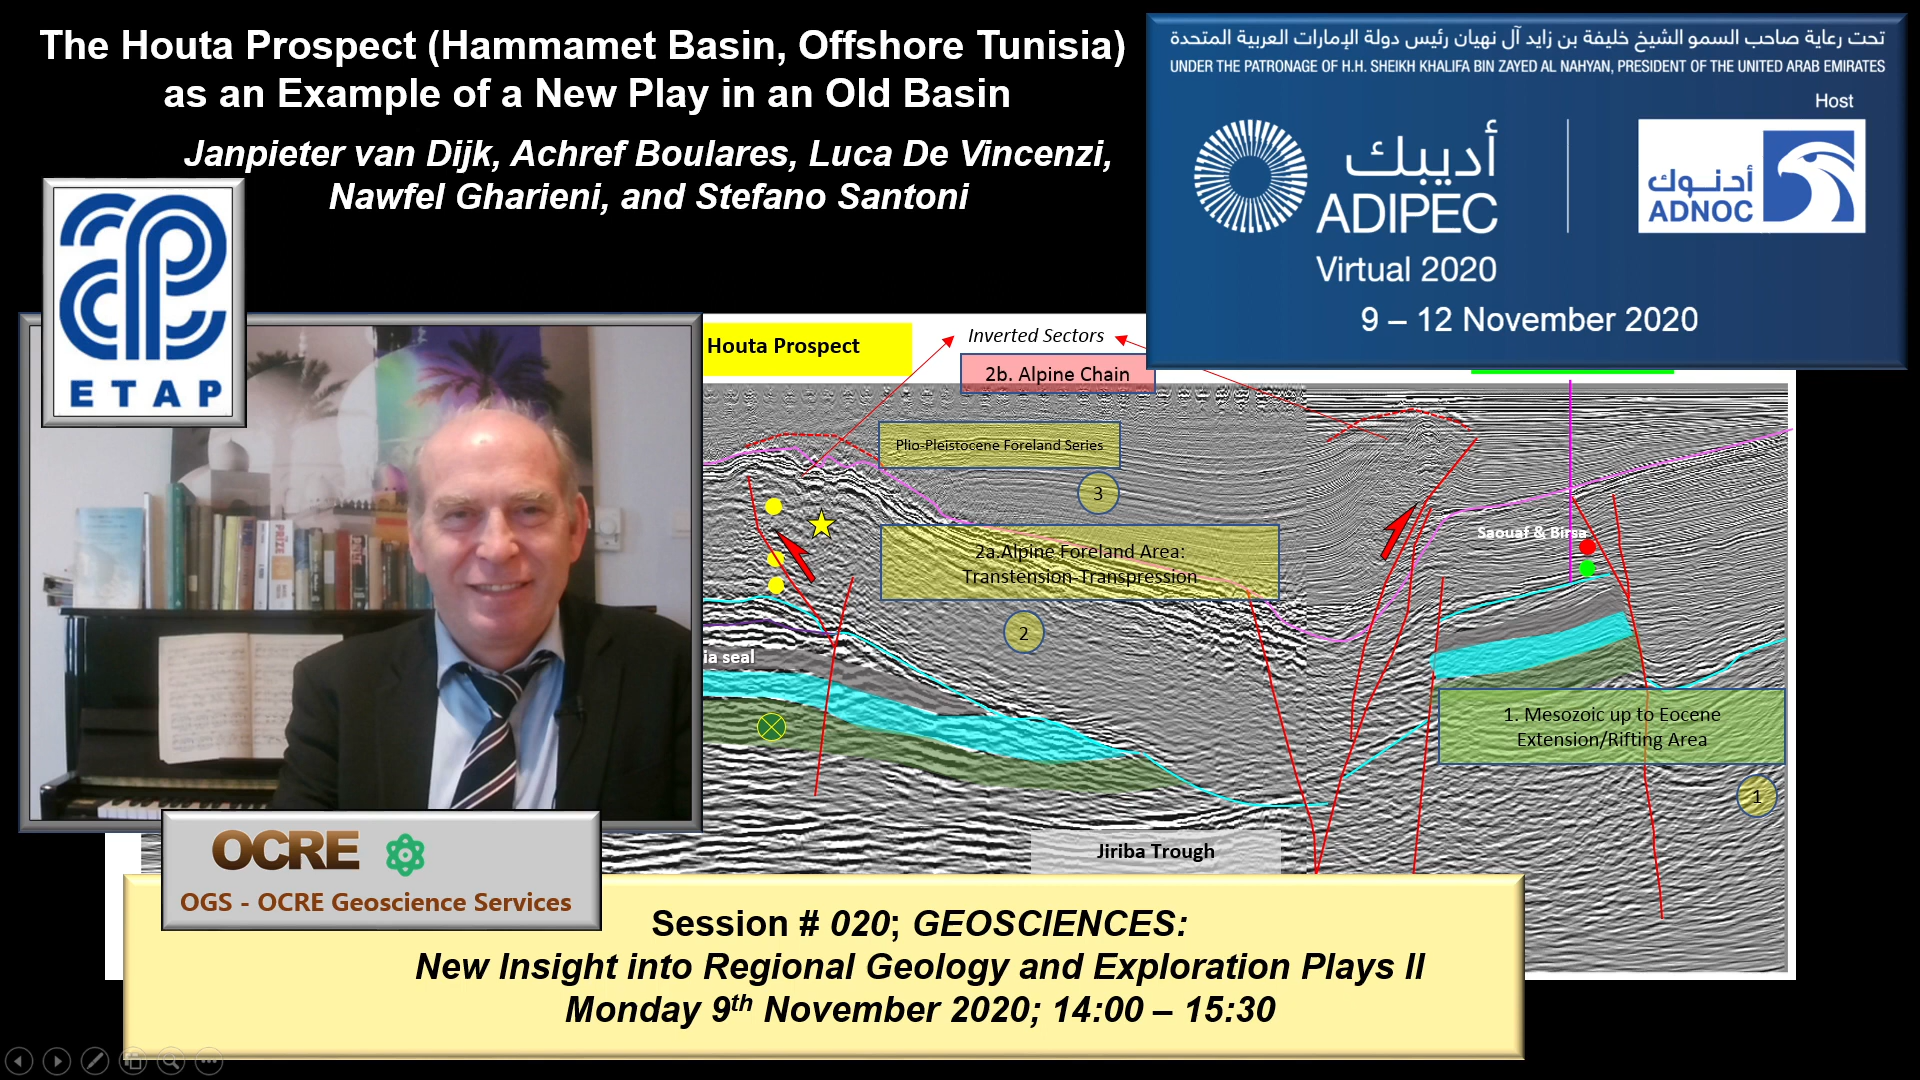 The Houta Prospect (Hammamet Basin, Offshore Tunisia)
as an Example of a New Play in an Old Basin
Janpieter van Dijk, Achref Boulares, Luca De Vincenzi,
Nawfel Gharieni, and Stefano Santoni
تحت رعاية صاحب السمو الشيخ خليفة بن زايد آل نهيان رئيس دولة الإمارات العربية المتحدة
UNDER THE PATRONAGE OF H.H. SHEIKH KHALIFA BIN ZAYED AL NAHYAN, PRESIDENT OF THE UNITED ARAB EMIRATES
Host
أديبك
ADIPEC
أدنوك
ADNOC
Virtual 2020
9 – 12 November 2020
ETAP
PRIZE
Houta Prospect
Inverted Sectors
2b. Alpine Chain
Plio-Pleistocene Foreland Series
3
2a.Alpine Foreland Area:
Transtension-Transpression
2
Saouaf & Birsa
ia seal
1. Mesozoic up to Eocene
Extension/Rifting Area
1
Jiriba Trough
OCRE
OGS - OCRE Geoscience Services
Session # 020; GEOSCIENCES:
New Insight into Regional Geology and Exploration Plays II
Monday 9th November 2020; 14:00 – 15:30